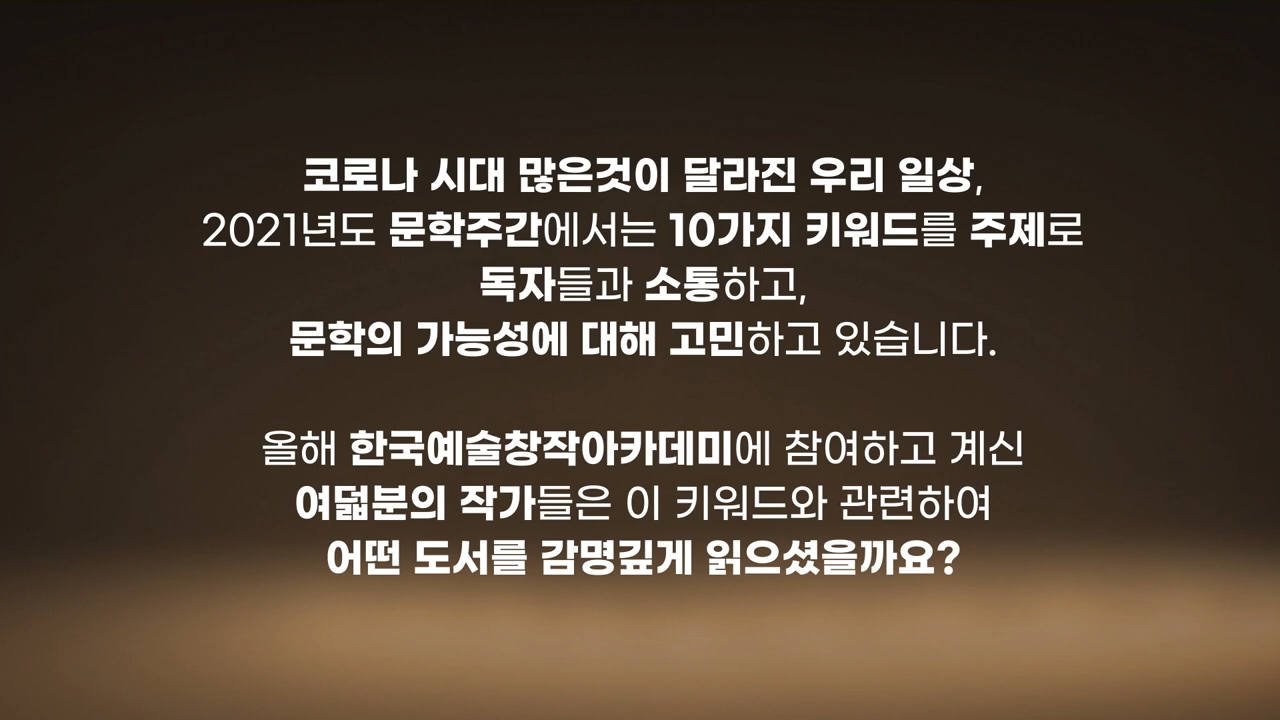 코로나 시대 많은것이 달라진 우리 일상,
2021년도 문학주간에서는 10가지 키워드를 주제로
독자들과 소통하고,
문학의 가능성에 대해 고민하고 있습니다.
올해 한국예술창작아카데미에 참여하고 계신
여덟분의 작가들은 이 키워드와 관련하여
어떤 도서를 감명깊게 읽으셨을까요?